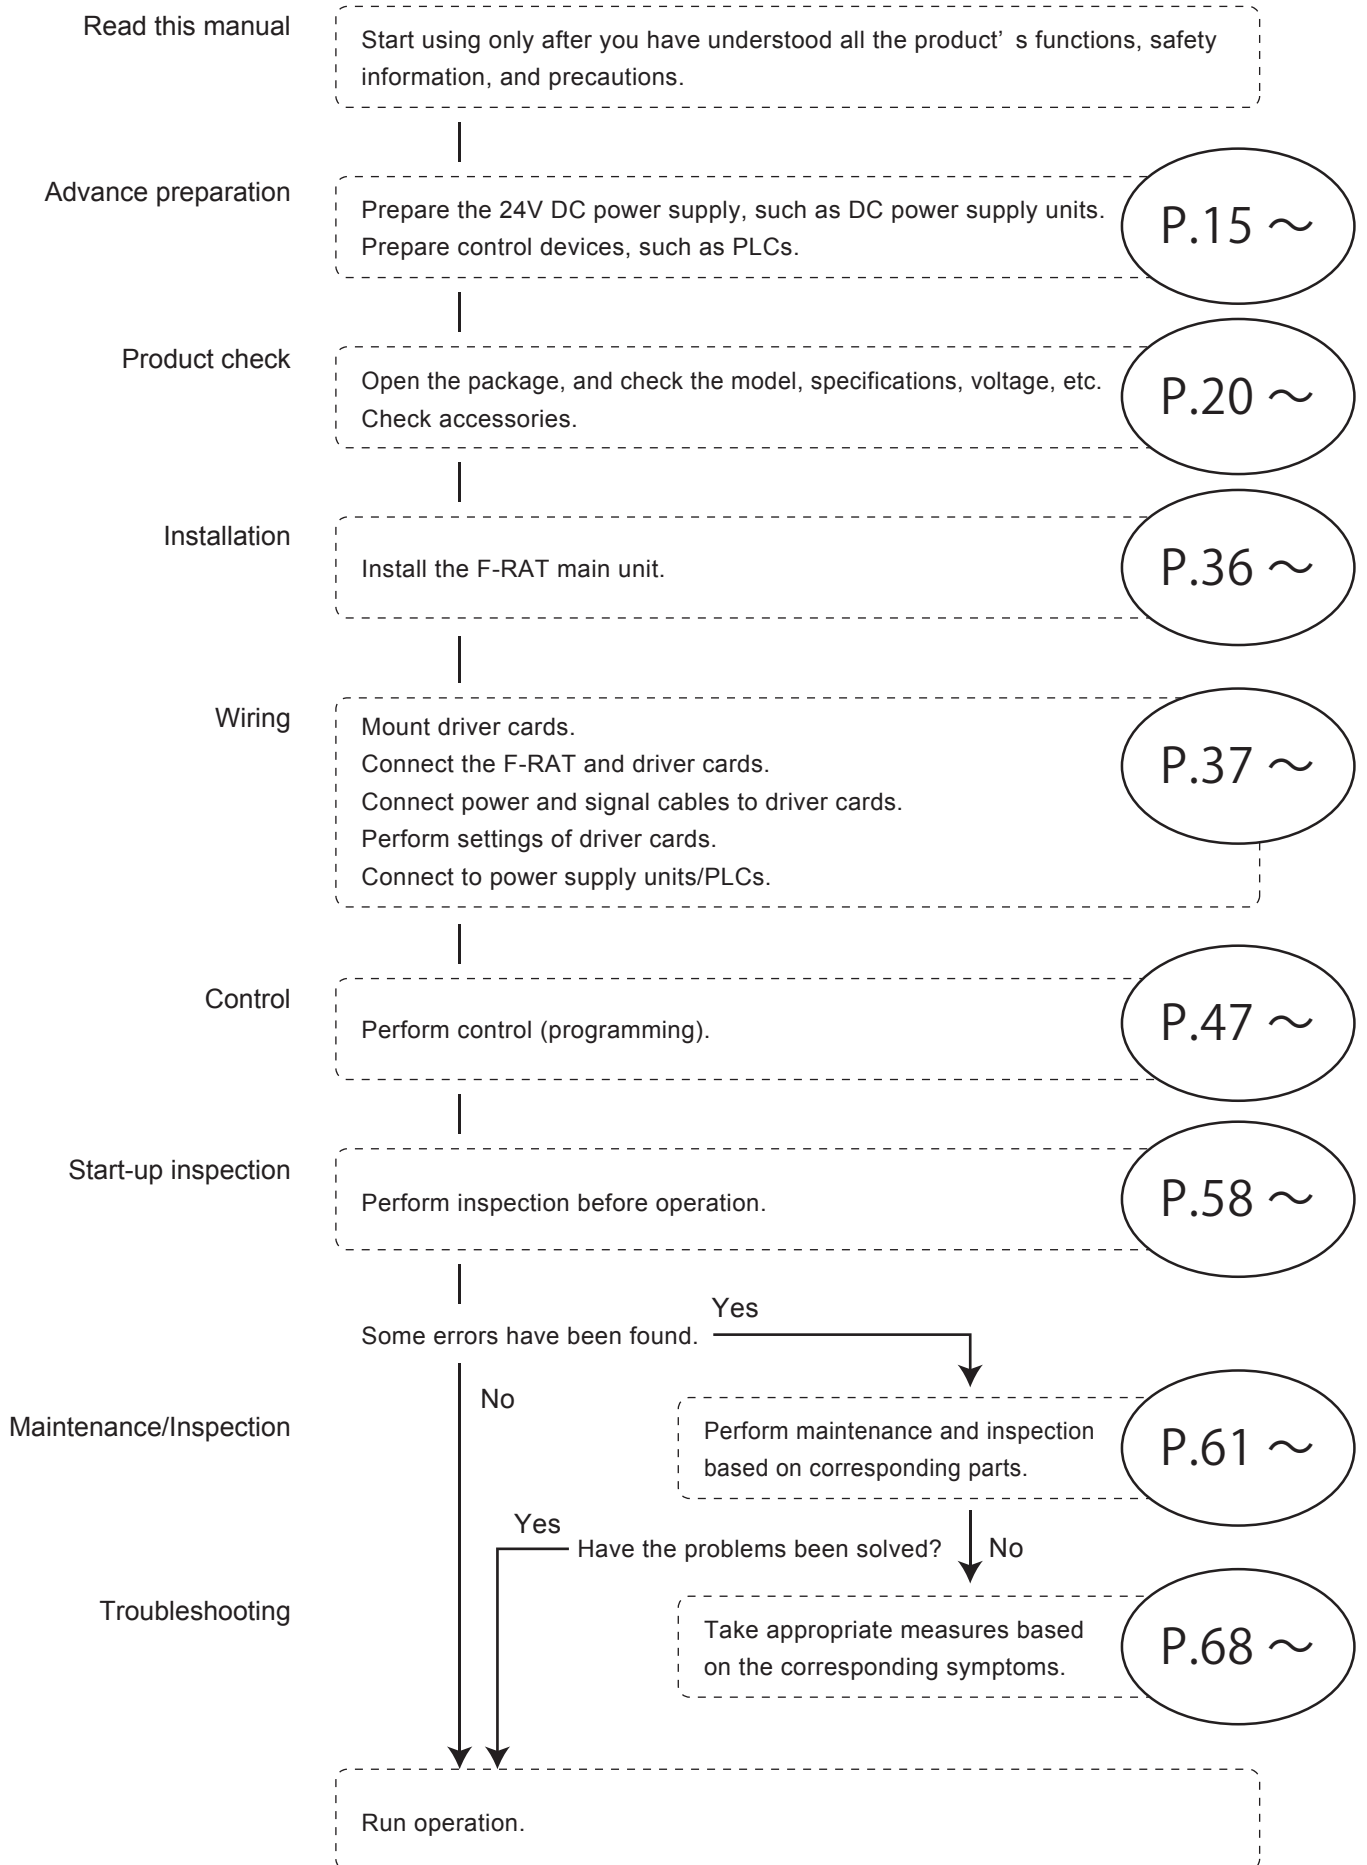 Read this manual
Start using only after you have understood all the product’ s functions, safety
information, and precautions.
Advance preparation
Prepare the 24V DC power supply, such as DC power supply units.
Prepare control devices, such as PLCs.
P.15 ～
Product check
Open the package, and check the model, specifications, voltage, etc.
Check accessories.
P.20 ～
Installation
Install the F-RAT main unit.
P.36 ～
Wiring
Mount driver cards.
Connect the F-RAT and driver cards.
Connect power and signal cables to driver cards.
Perform settings of driver cards.
Connect to power supply units/PLCs.
P.37 ～
Control
Perform control (programming).
P.47 ～
Start-up inspection
Perform inspection before operation.
P.58 ～
Some errors have been found.
Yes
No
Maintenance/Inspection
Perform maintenance and inspection
based on corresponding parts.
P.61 ～
Have the problems been solved?
Yes
No
Troubleshooting
Take appropriate measures based
on the corresponding symptoms.
P.68 ～
Run operation.